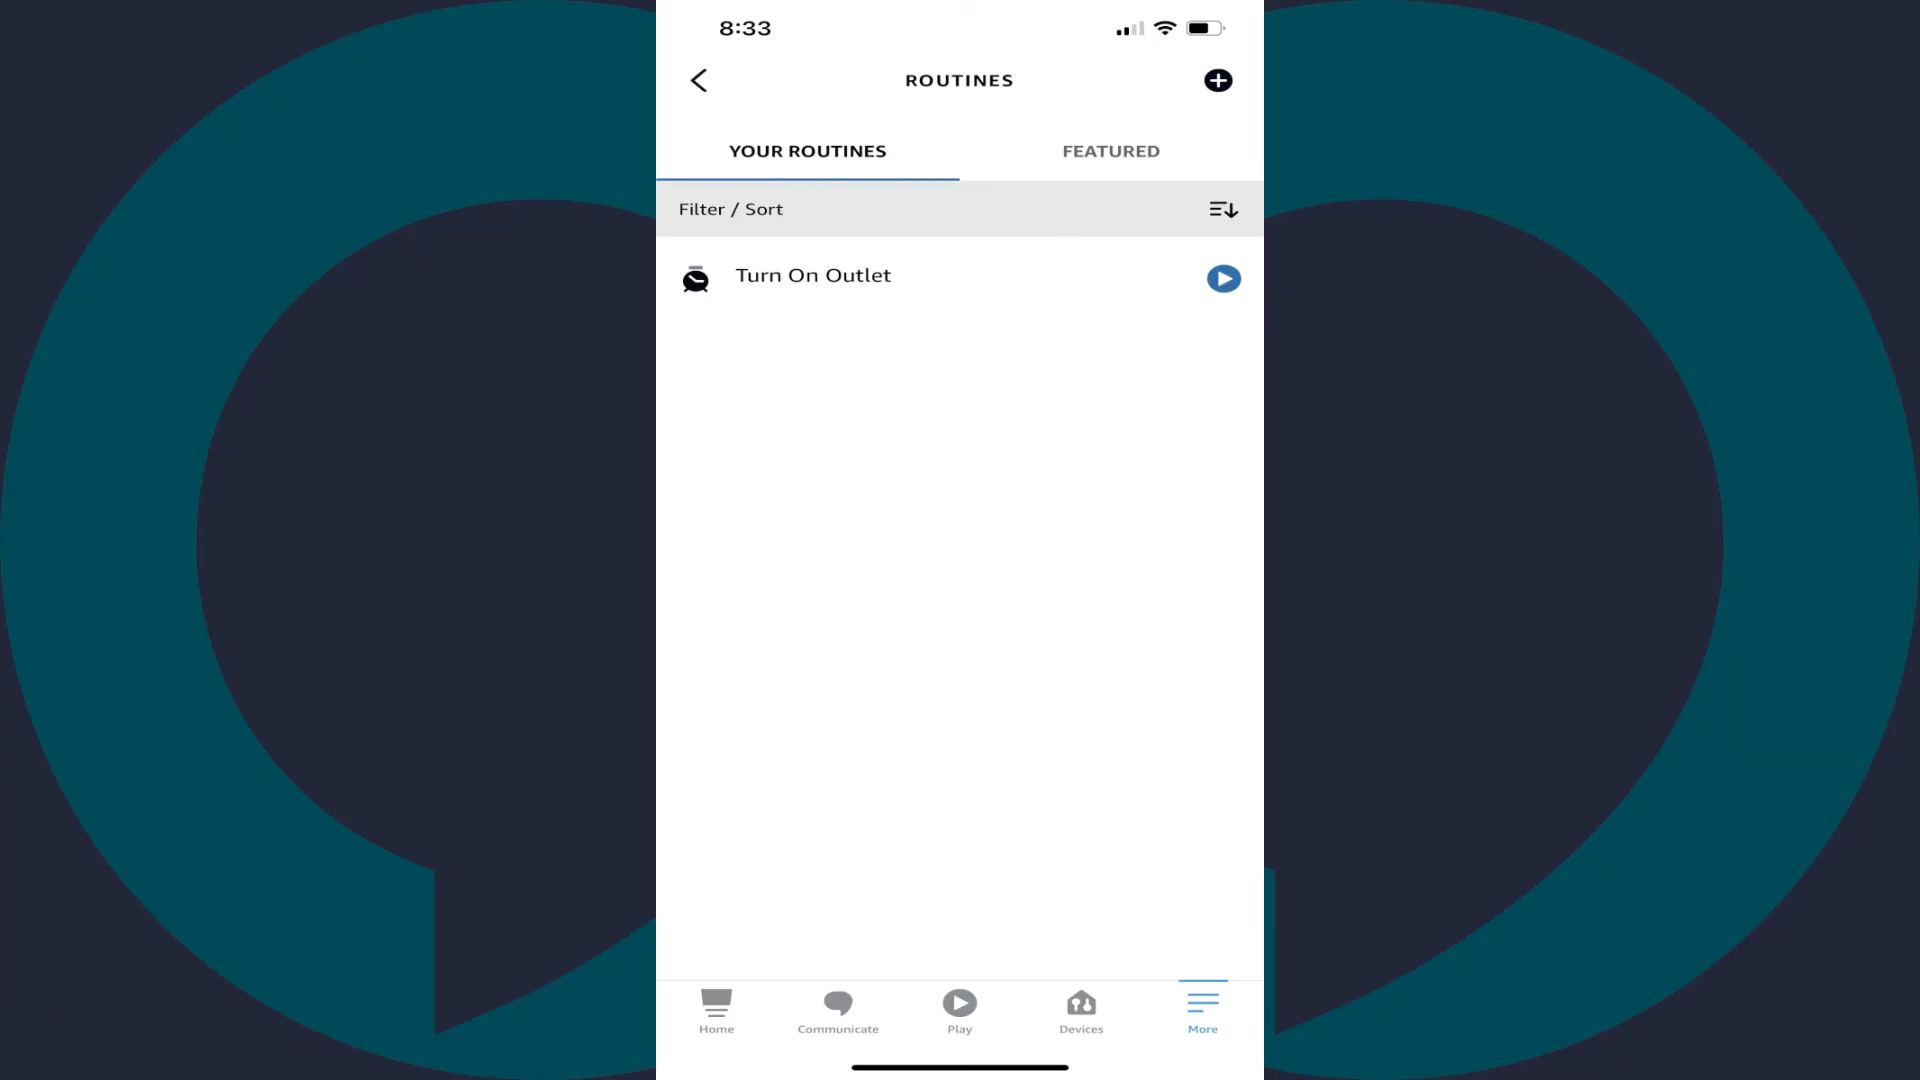 8:33
ROUTINES
YOUR ROUTINES
FEATURED
Filter / Sort
Turn On Outlet
Home
Communicate
Play
Devices
More